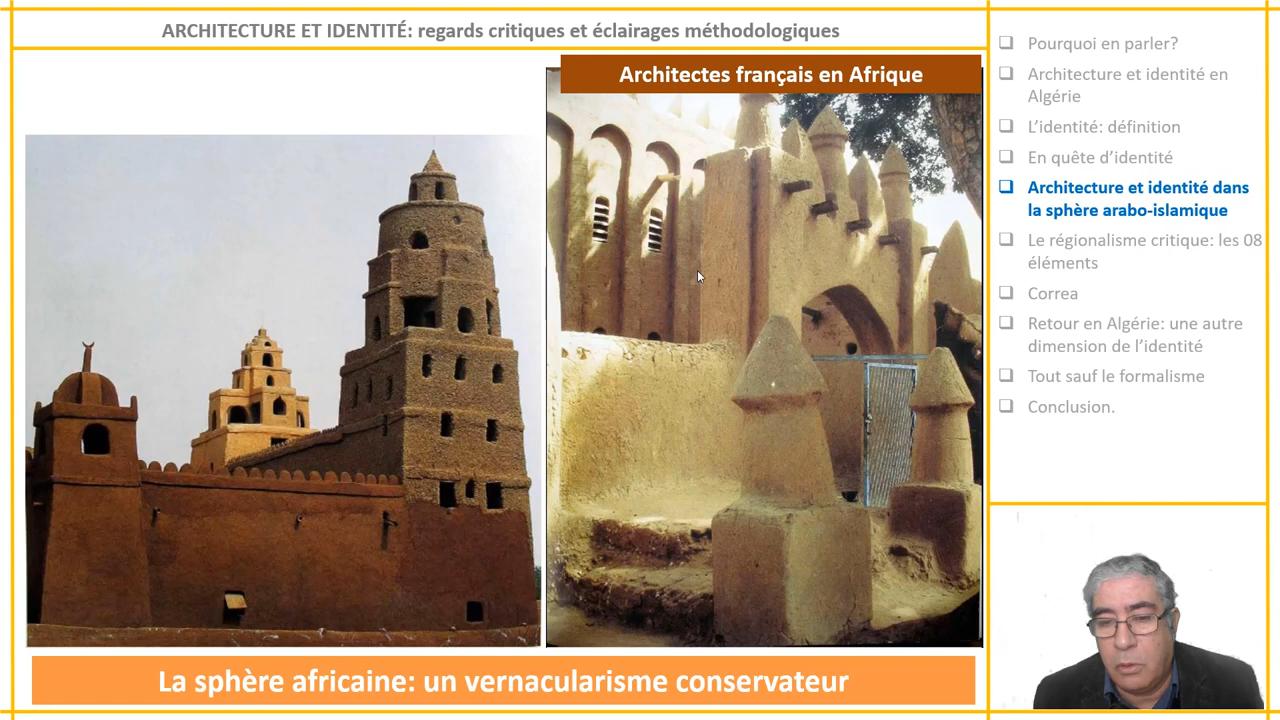 ARCHITECTURE ET IDENTITÉ: regards critiques et éclairages méthodologiques
Architectes français en Afrique
La sphère africaine: un vernacularisme conservateur
Pourquoi en parler?
Architecture et identité en
Algérie
L'identité: définition
En quête d'identité
Architecture et identité dans
la sphère arabo-islamique
Le régionalisme critique: les 08
éléments
Correa
Retour en Algérie: une autre
dimension de l'identité
Tout sauf le formalisme
Conclusion.